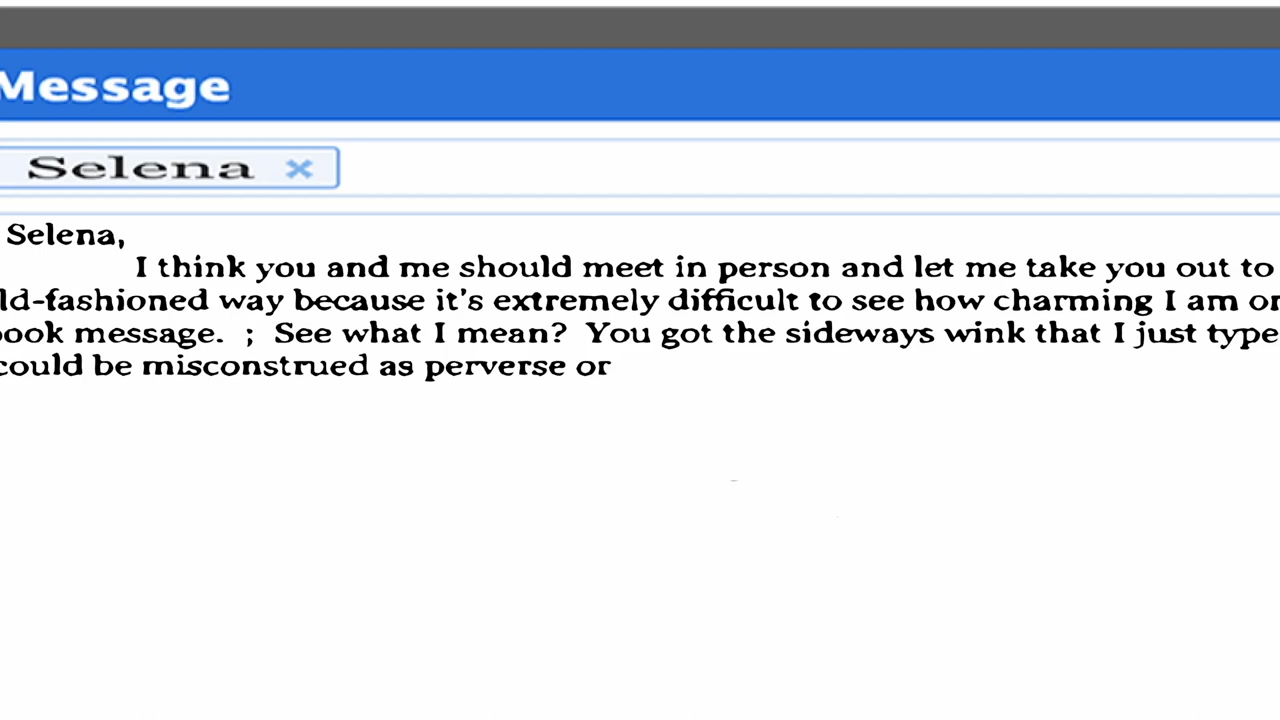 Message
Selena
Selena,
I think you and me should meet in person and let me take you out to
ld-fashioned way because it's extremely difficult to see how charming I am or
ook message.  ;  See what I mean?  You got the sideways wink that I just type
could be misconstrued as perverse or